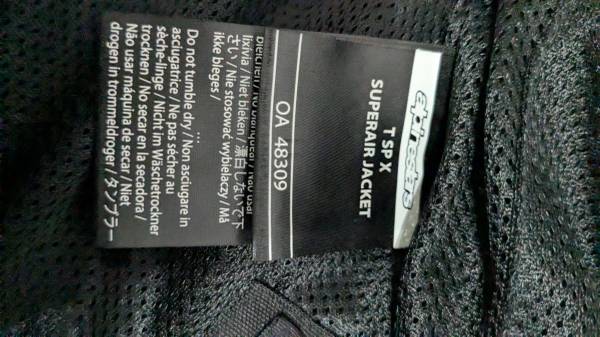 alpinestars
T SP X
SUPERAIR JACKET
OA 48309
lixivia / Niet bleken / 漂白しないで下
さい / Nie stosować wybielaczy / Må
ikke bleges /
Do not tumble dry / Non asciugare in
asciugatrice / Ne pas sécher au
sèche-linge / Nicht im Wäschetrockner
trocknen / No secar en la secadora /
Não usar máquina de secar / Niet
drogen in trommeldroger / タンブラー